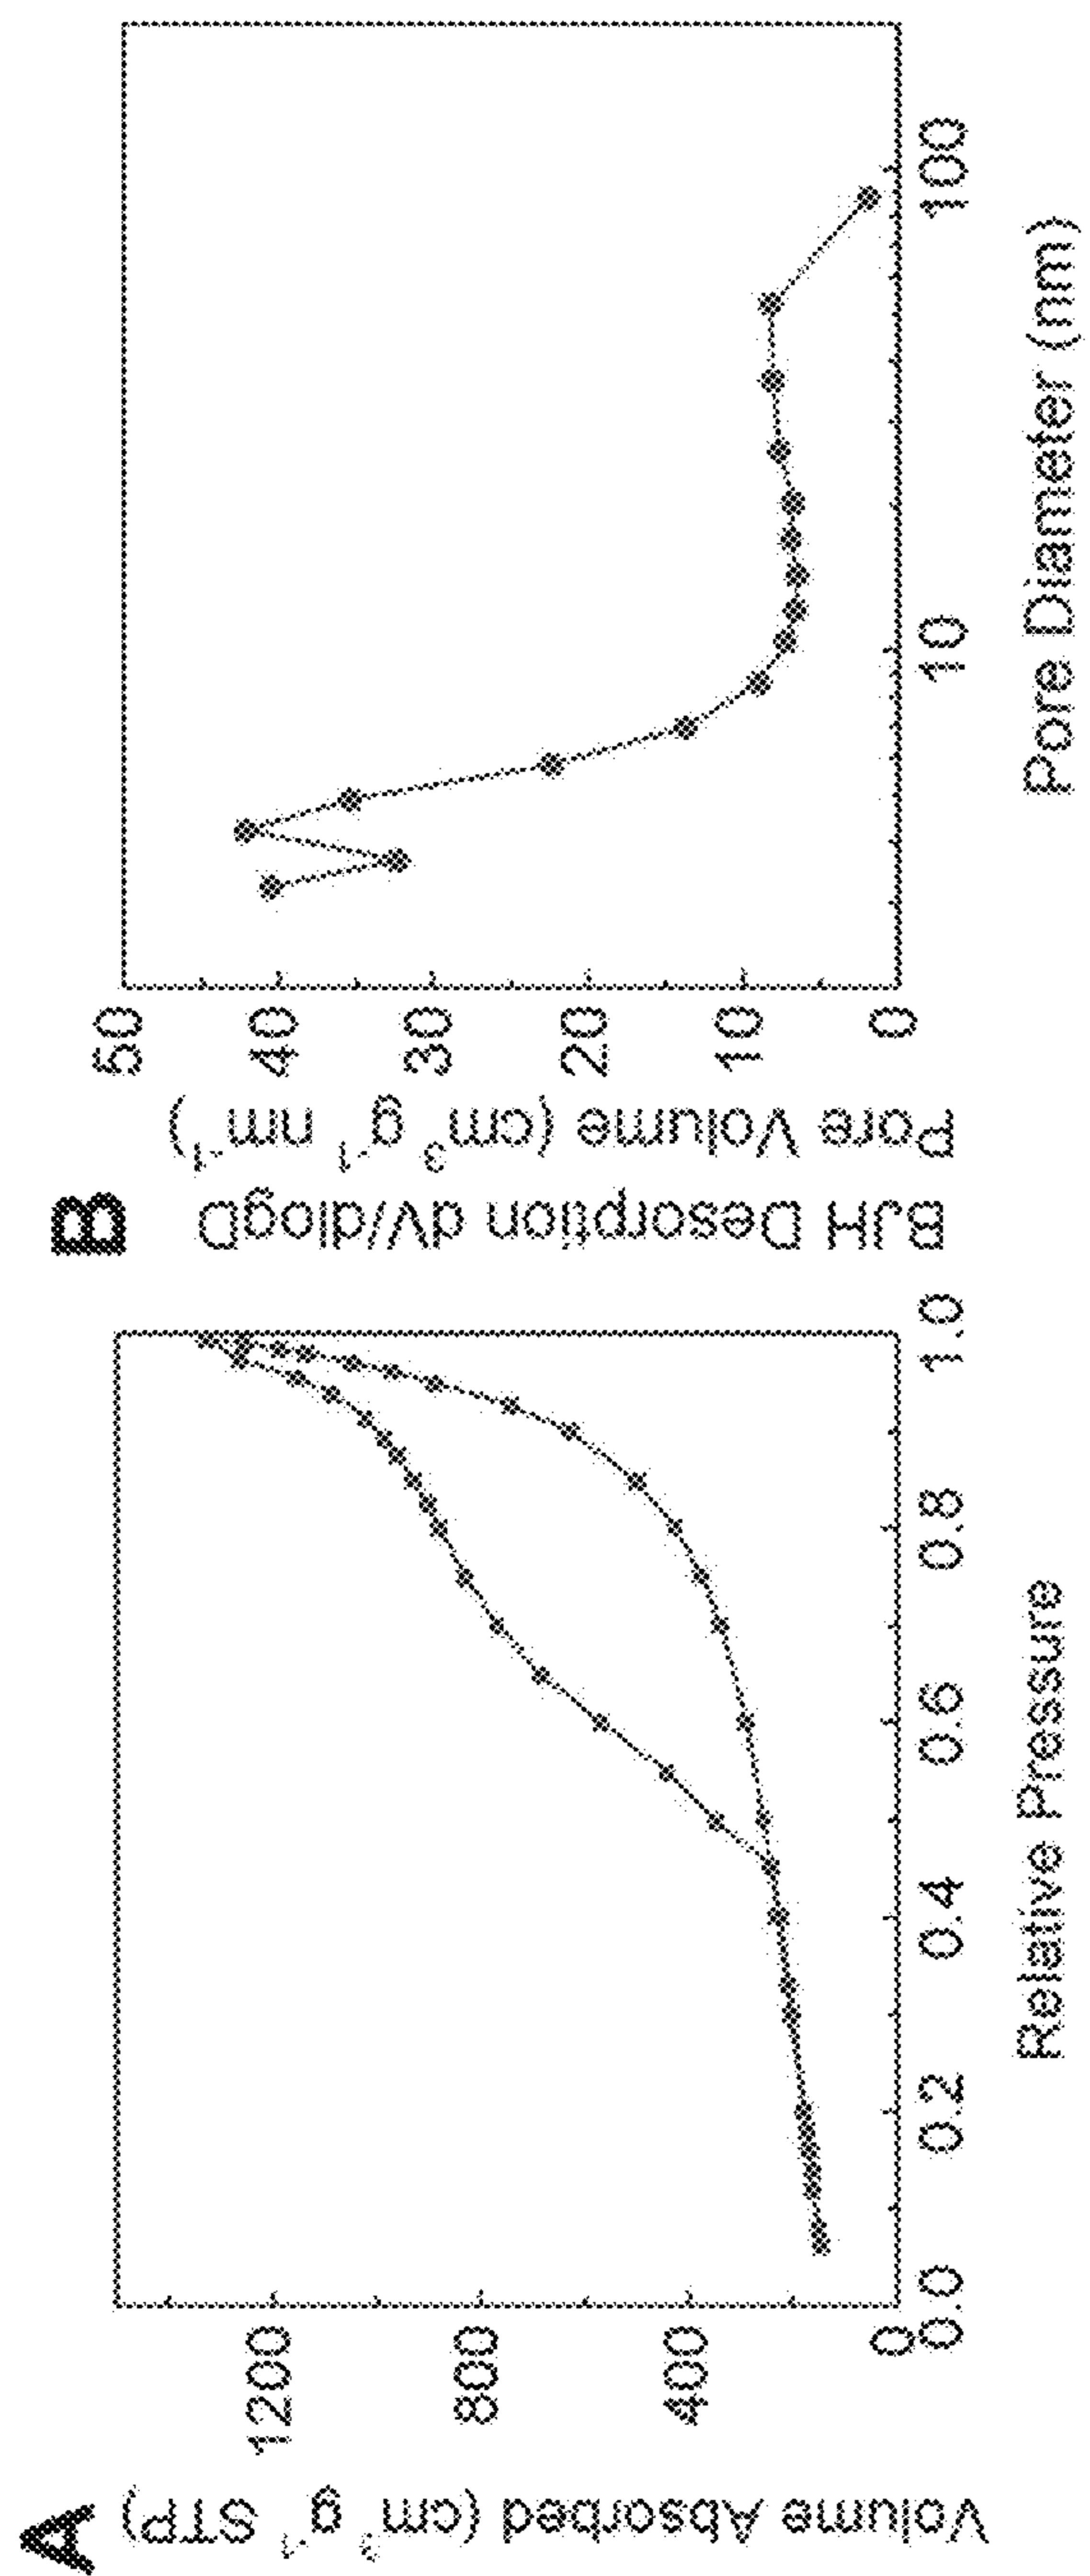 A
Volume Absorbed (cm³ g⁻¹ STP)
1200
800
400
0
0.0
0.2
0.4
0.6
0.8
1.0
Relative Pressure
B
BJH Desorption dV/dlogD
Pore Volume (cm³ g⁻¹ nm⁻¹)
50
40
30
20
10
0
10
100
Pore Diameter (nm)